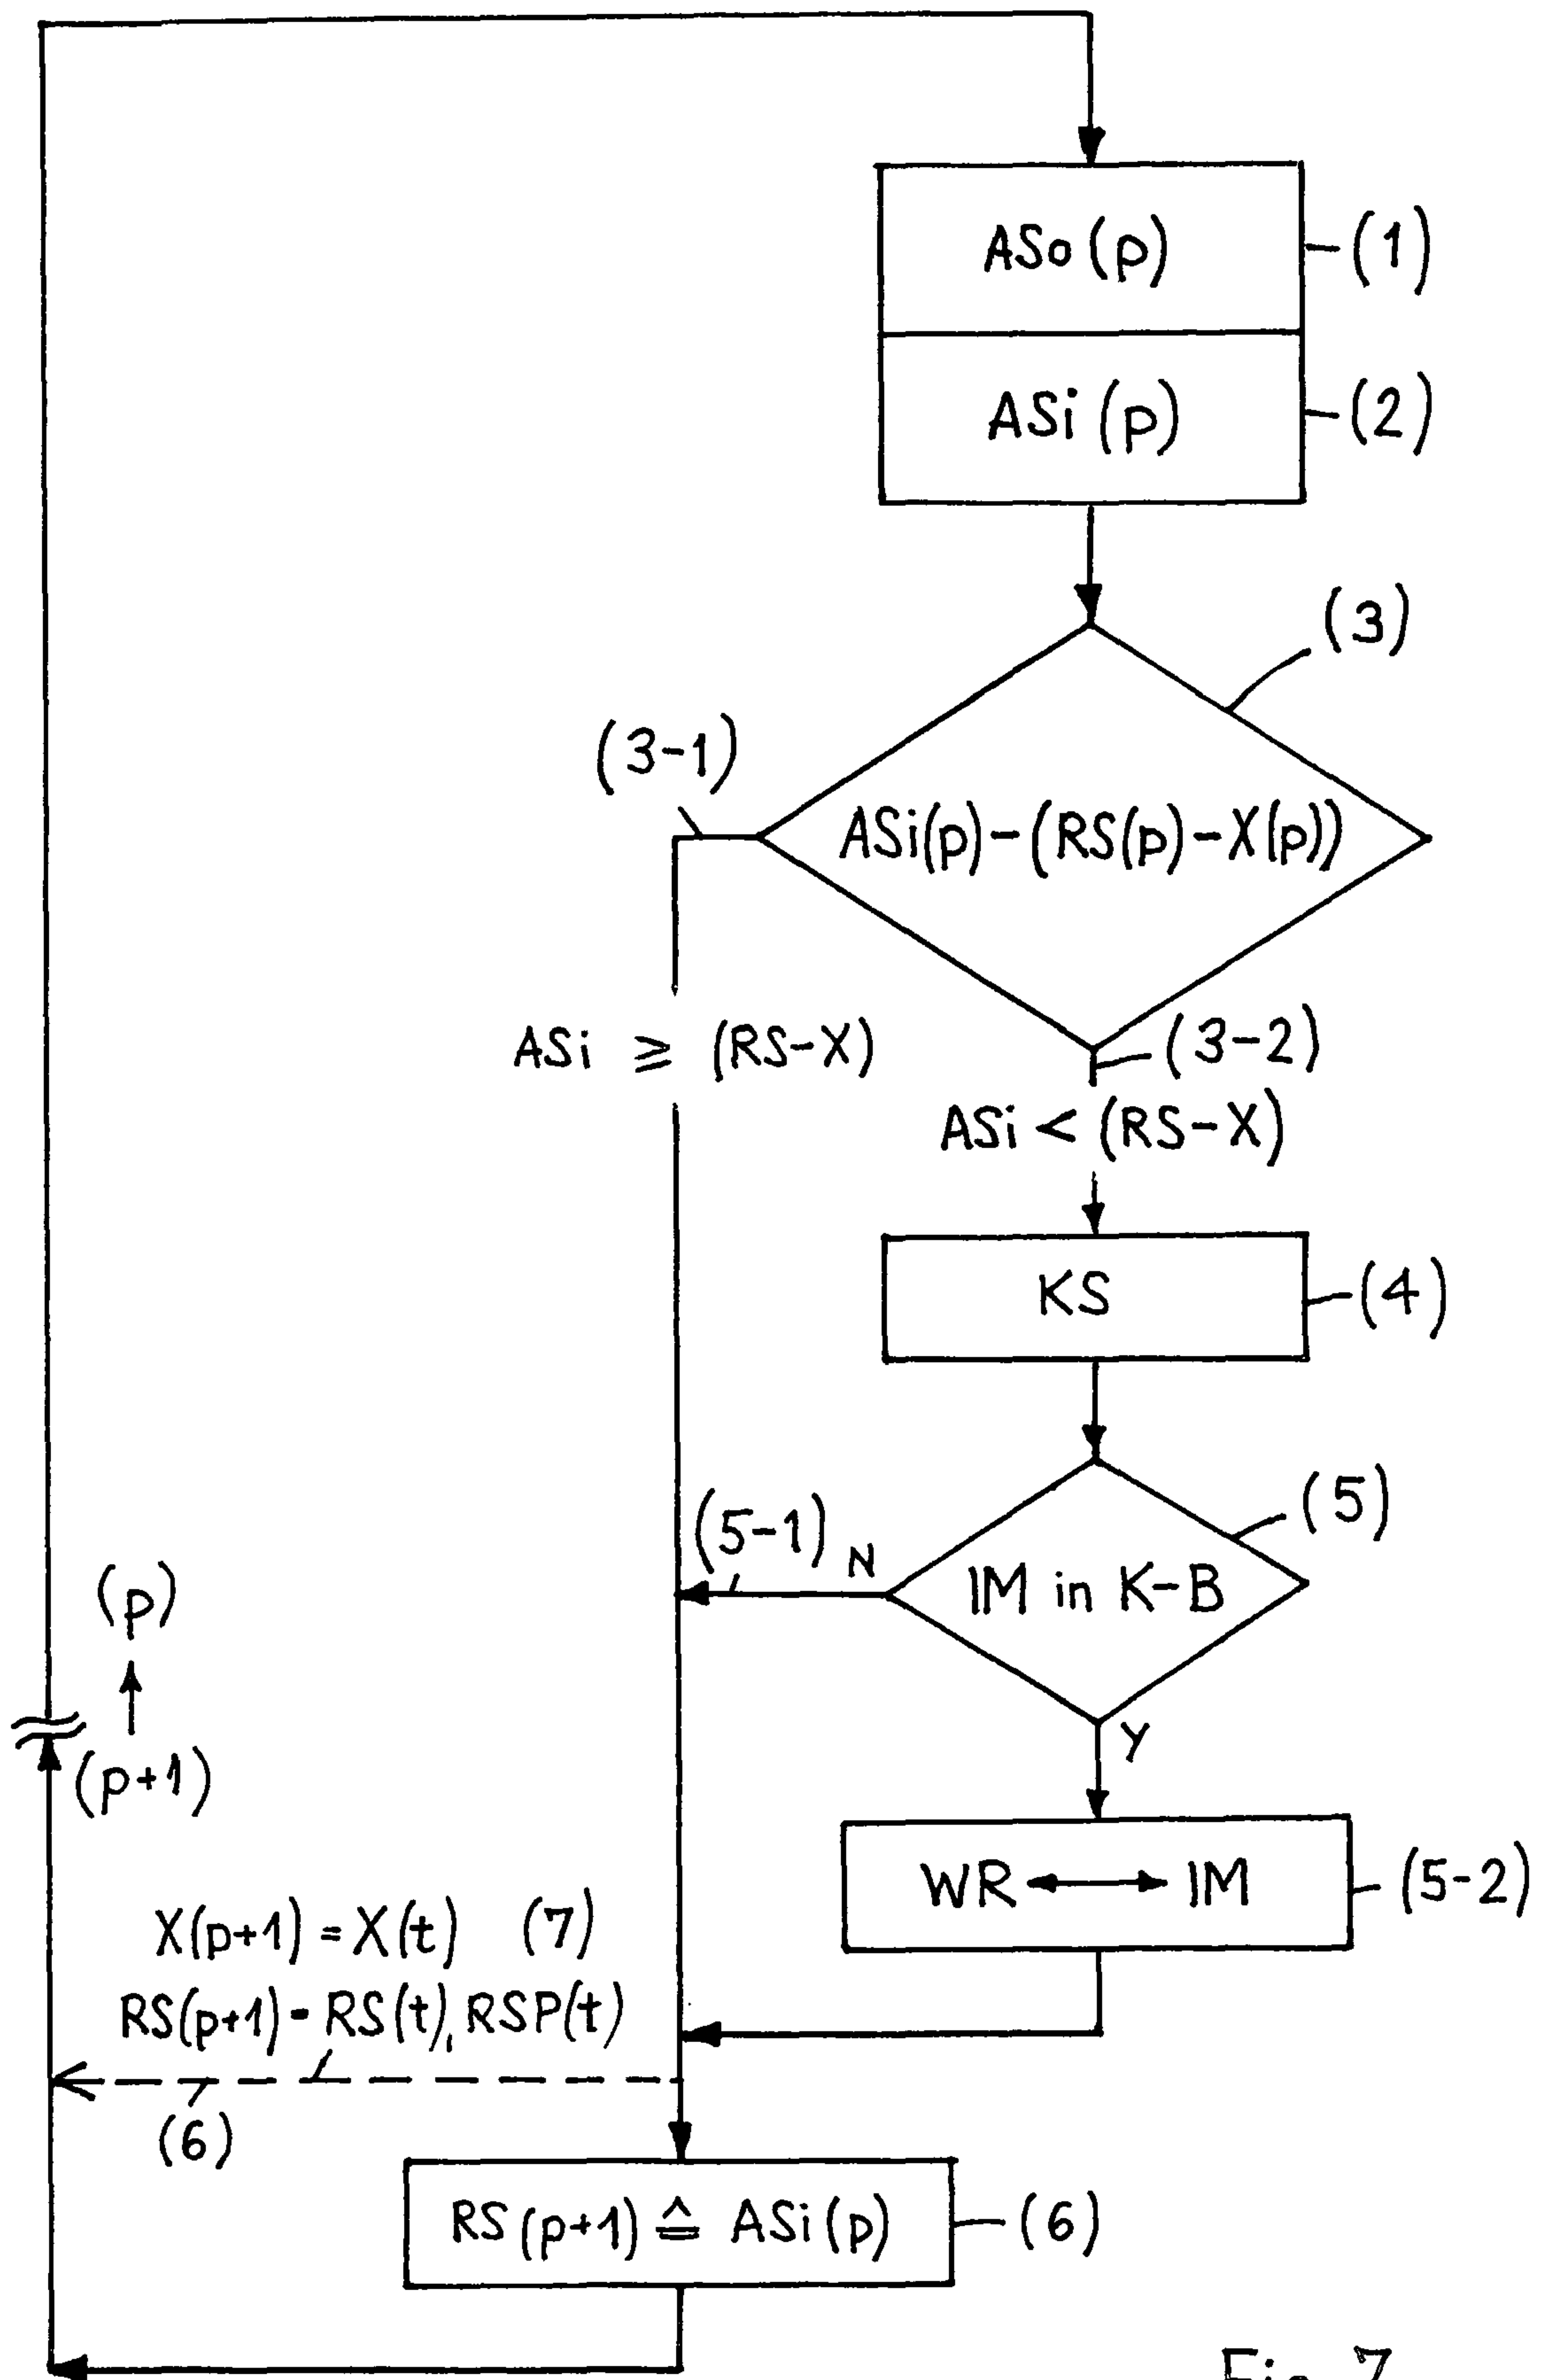 ASo(p)
(1)
ASi(p)
(2)
(3)
(3-1)
ASi(p)-(RS(p)-X(p))
ASi ≧ (RS-X)
(3-2)
ASi < (RS-X)
KS
(4)
(5)
(5-1)
N
IM in K-B
Y
(p)
(p+1)
WR ↔ IM
(5-2)
X(p+1) = X(t) (7)
RS(p+1) = RS(t), RSP(t)
(6)
RS(p+1) ≙ ASi(p)
(6)
Fig. 7